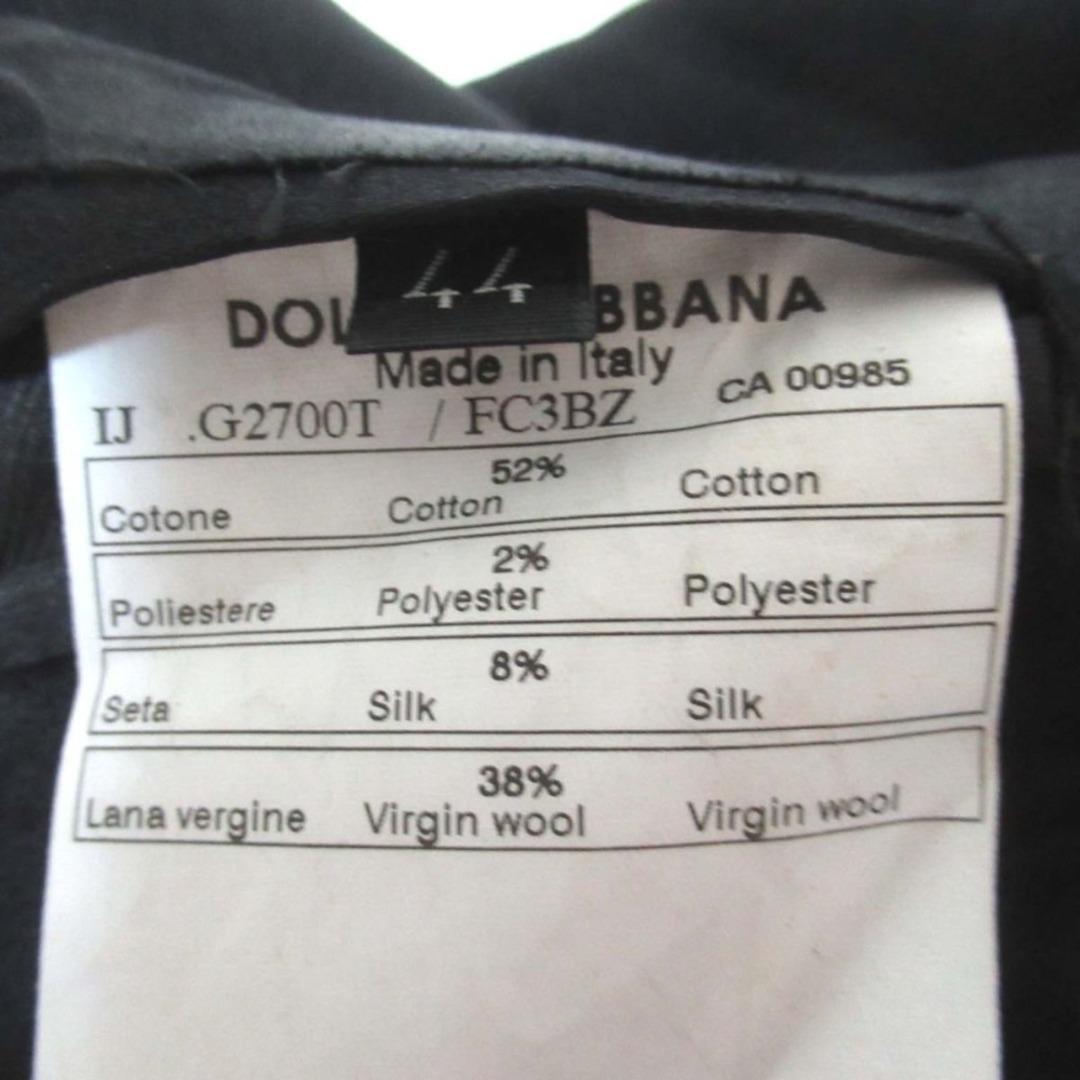 44
DOL BBANA
Made in Italy
IJ .G2700T / FC3BZ CA 00985
52%
Cotone Cotton Cotton
2%
Poliestere Polyester Polyester
8%
Seta Silk Silk
38%
Lana vergine Virgin wool Virgin wool